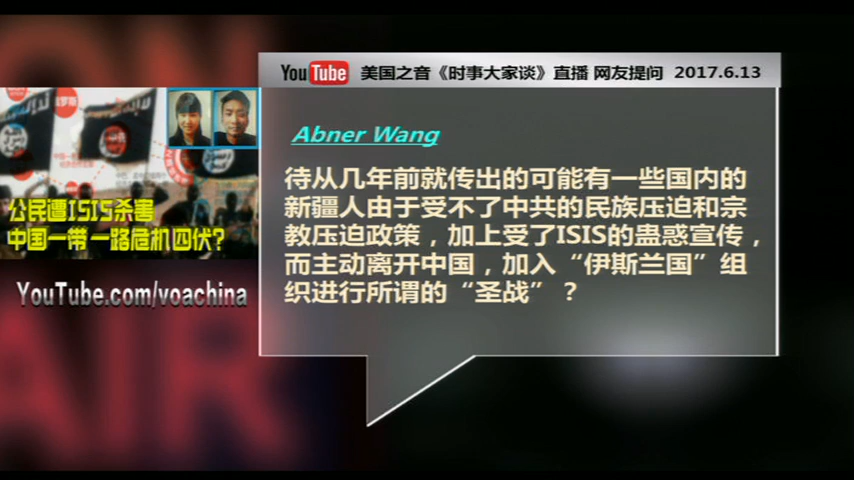 YouTube 美国之音《时事大家谈》直播 网友提问 2017.6.13
Abner Wang
待从几年前就传出的可能有一些国内的
新疆人由于受不了中共的民族压迫和宗
教压迫政策，加上受了ISIS的蛊惑宣传，
而主动离开中国，加入“伊斯兰国”组
织进行所谓的“圣战”？
公民遭ISIS杀害
中国一带一路危机四伏？
YouTube.com/voachina
AIR